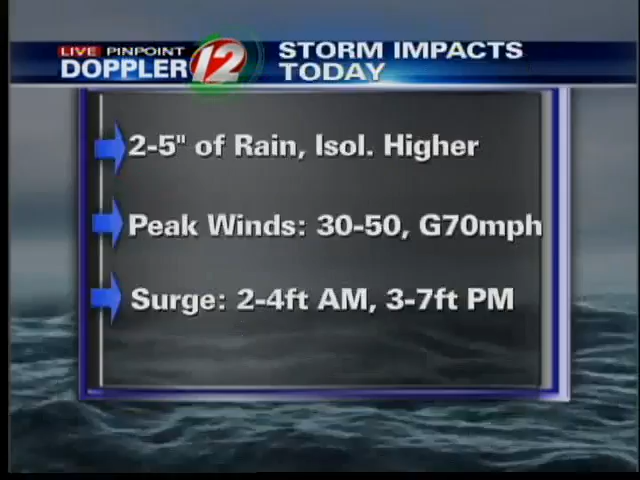 LIVE PINPOINT
DOPPLER 12
STORM IMPACTS
TODAY
2-5" of Rain, Isol. Higher
Peak Winds: 30-50, G70mph
Surge: 2-4ft AM, 3-7ft PM